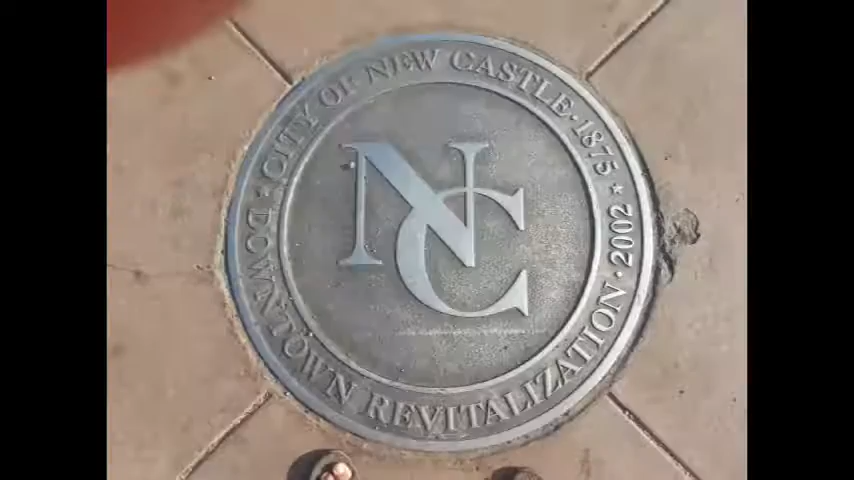 CITY OF NEW CASTLE · 1875
DOWNTOWN REVITALIZATION · 2002
NC